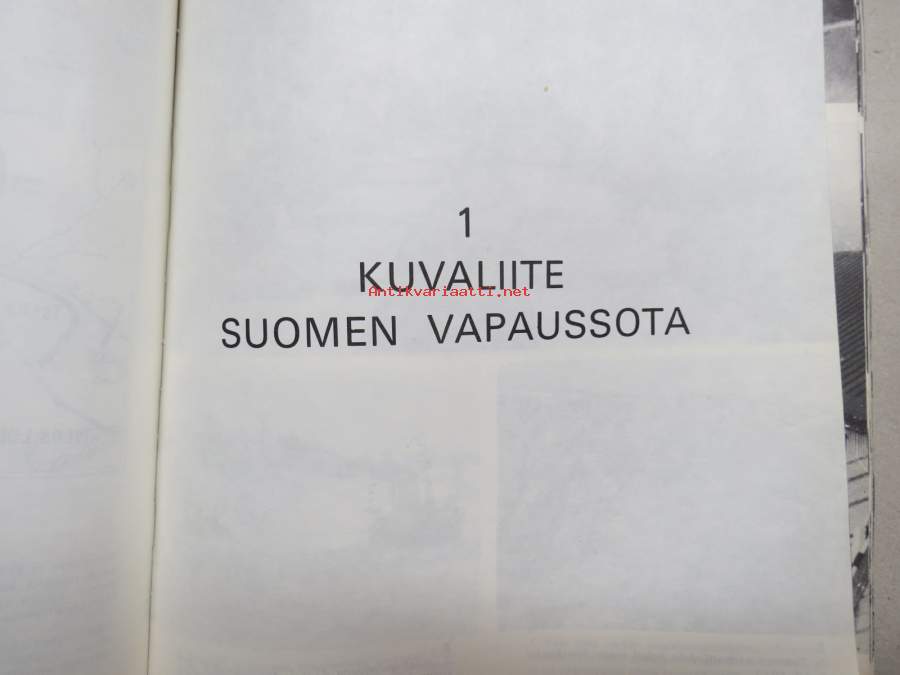 1
KUVALIITE
Antikvariaatti.net
SUOMEN VAPAUSSOTA